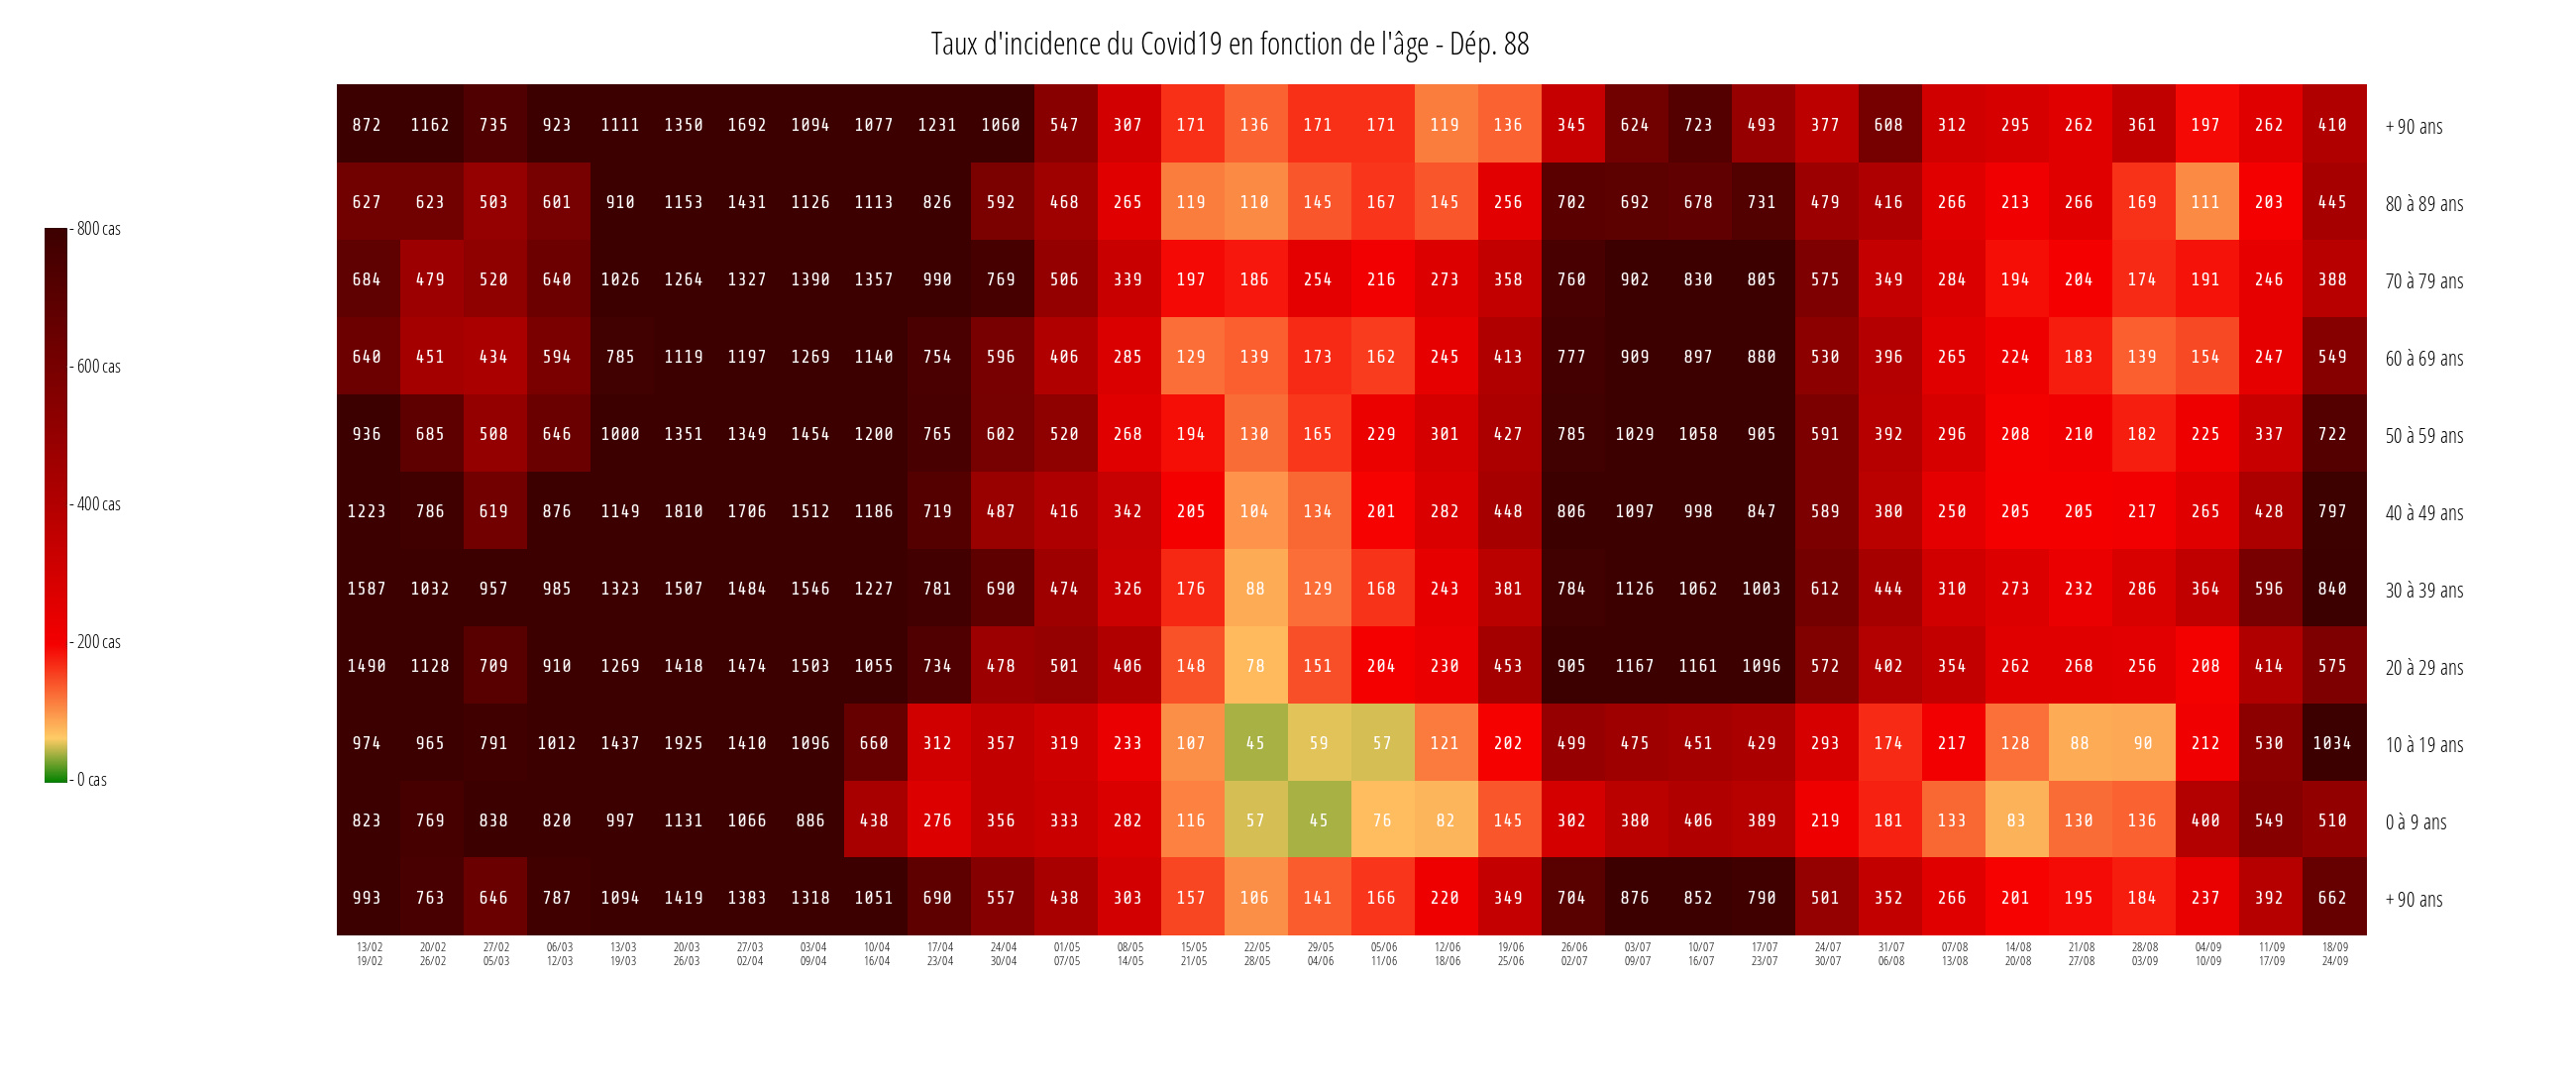 Taux d'incidence du Covid19 en fonction de l'âge - Dép. 88
872 1162 735 923 1111 1350 1692 1094 1077 1231 1060 547 307 171 136 171 171 119 136 345 624 723 493 377 608 312 295 262 361 197 262 410 + 90 ans
627 623 503 601 910 1153 1431 1126 1113 826 592 468 265 119 110 145 167 145 256 702 692 678 731 479 416 266 213 266 169 111 203 445 80 à 89 ans
- 800 cas
684 479 520 640 1026 1264 1327 1390 1357 990 769 506 339 197 186 254 216 273 358 760 902 830 805 575 349 284 194 204 174 191 246 388 70 à 79 ans
640 451 434 594 785 1119 1197 1269 1140 754 596 406 285 129 139 173 162 245 413 777 909 897 880 530 396 265 224 183 139 154 247 549 60 à 69 ans
- 600 cas
936 685 508 646 1000 1351 1349 1454 1200 765 602 520 268 194 130 165 229 301 427 785 1029 1058 905 591 392 296 208 210 182 225 337 722 50 à 59 ans
- 400 cas
1223 786 619 876 1149 1810 1706 1512 1186 719 487 416 342 205 104 134 201 282 448 806 1097 998 847 589 380 250 205 205 217 265 428 797 40 à 49 ans
1587 1032 957 985 1323 1507 1484 1546 1227 781 690 474 326 176 88 129 168 243 381 784 1126 1062 1003 612 444 310 273 232 286 364 596 840 30 à 39 ans
- 200 cas
1490 1128 709 910 1269 1418 1474 1503 1055 734 478 501 406 148 78 151 204 230 453 905 1167 1161 1096 572 402 354 262 268 256 208 414 575 20 à 29 ans
974 965 791 1012 1437 1925 1410 1096 660 312 357 319 233 107 45 59 57 121 202 499 475 451 429 293 174 217 128 88 90 212 530 1034 10 à 19 ans
- 0 cas
823 769 838 820 997 1131 1066 886 438 276 356 333 282 116 57 45 76 82 145 302 380 406 389 219 181 133 83 130 136 400 549 510 0 à 9 ans
993 763 646 787 1094 1419 1383 1318 1051 690 557 438 303 157 106 141 166 220 349 704 876 852 790 501 352 266 201 195 184 237 392 662 + 90 ans
13/02 20/02 27/02 06/03 13/03 20/03 27/03 03/04 10/04 17/04 24/04 01/05 08/05 15/05 22/05 29/05 05/06 12/06 19/06 26/06 03/07 10/07 17/07 24/07 31/07 07/08 14/08 21/08 28/08 04/09 11/09 18/09
19/02 26/02 05/03 12/03 19/03 26/03 02/04 09/04 16/04 23/04 30/04 07/05 14/05 21/05 28/05 04/06 11/06 18/06 25/06 02/07 09/07 16/07 23/07 30/07 06/08 13/08 20/08 27/08 03/09 10/09 17/09 24/09